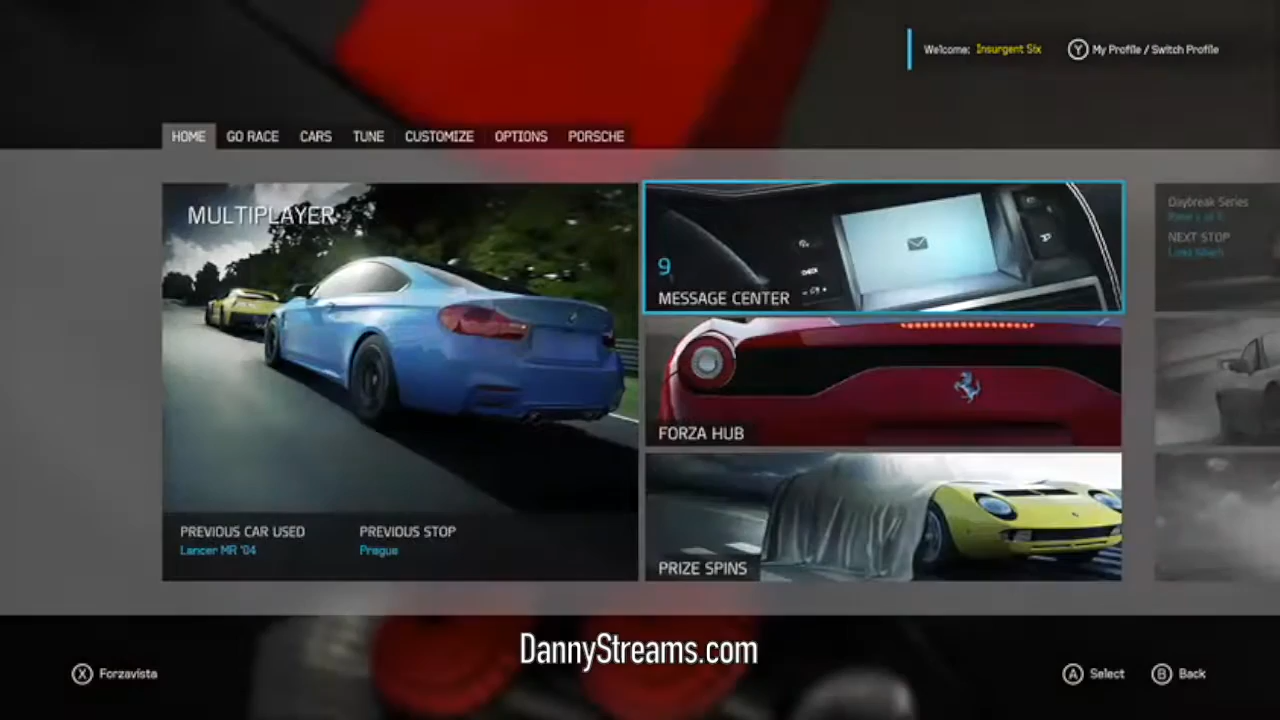 Welcome: Insurgent Six
Y My Profile / Switch Profile
HOME GO RACE CARS TUNE CUSTOMIZE OPTIONS PORSCHE
MULTIPLAYER
PREVIOUS CAR USED
Lancer MR '04
PREVIOUS STOP
Prague
CHECK
9
MESSAGE CENTER
FORZA HUB
PRIZE SPINS
Daybreak Series
NEXT STOP
DannyStreams.com
X Forzavista
A Select
B Back